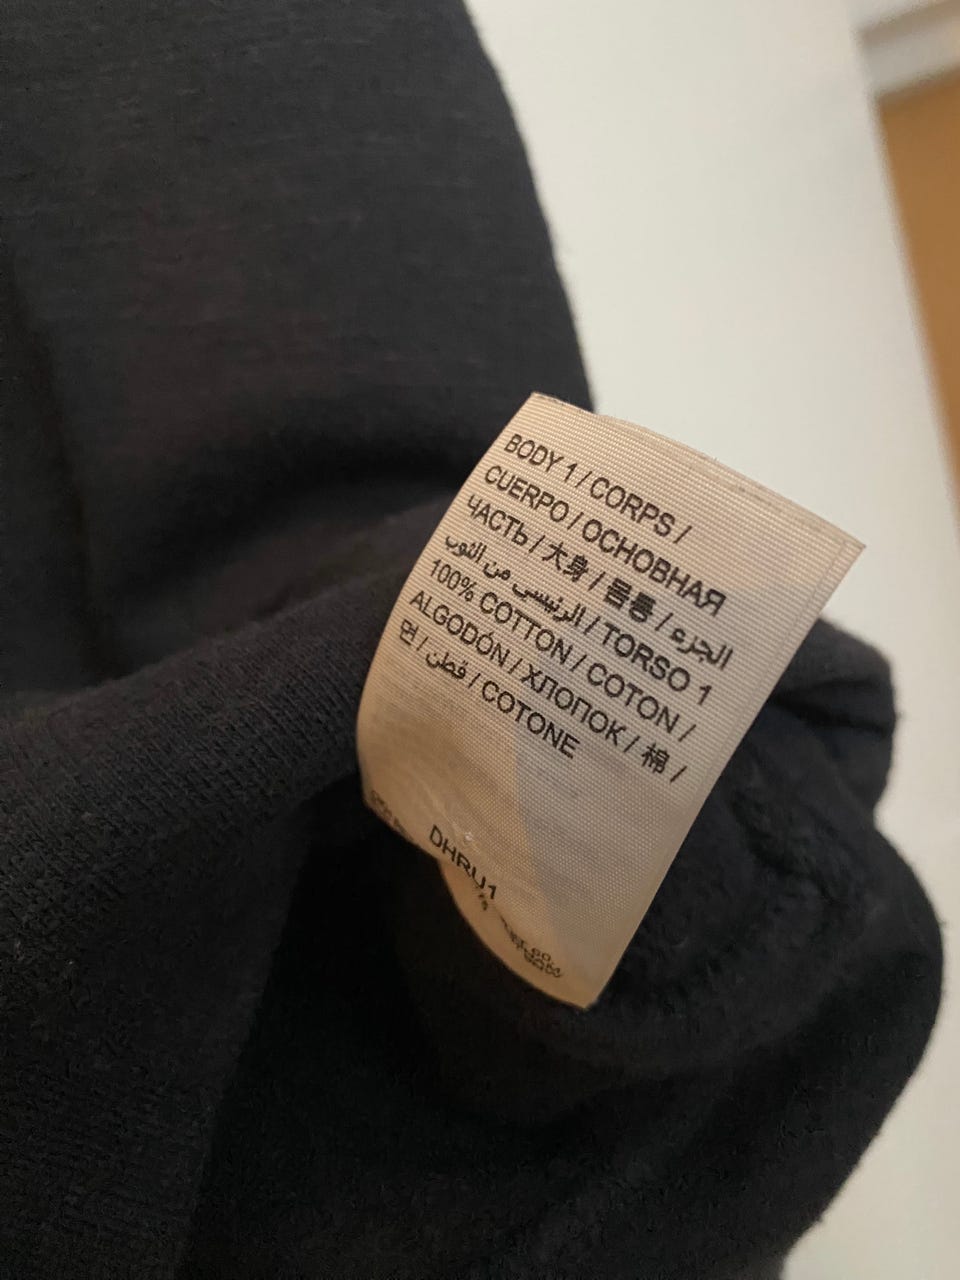 BODY 1 / CORPS /
CUERPO / ОСНОВНАЯ
ЧАСТЬ / 大身 / 몸통 / الجزء
الرئيسي من الثوب / TORSO 1
100% COTTON / COTON /
ALGODÓN / ХЛОПОК / 棉 /
면 / قطن / COTONE
DHRU1